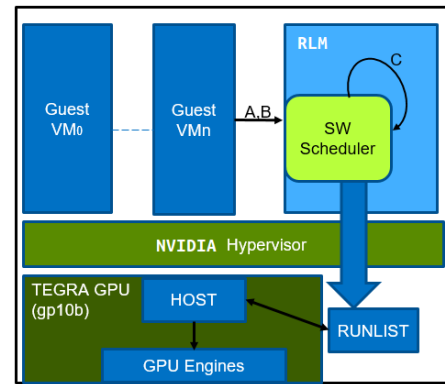 RLM
C
Guest
VM0
Guest
VMn
A,B
SW
Scheduler
NVIDIA Hypervisor
TEGRA GPU
(gp10b)
HOST
RUNLIST
GPU Engines